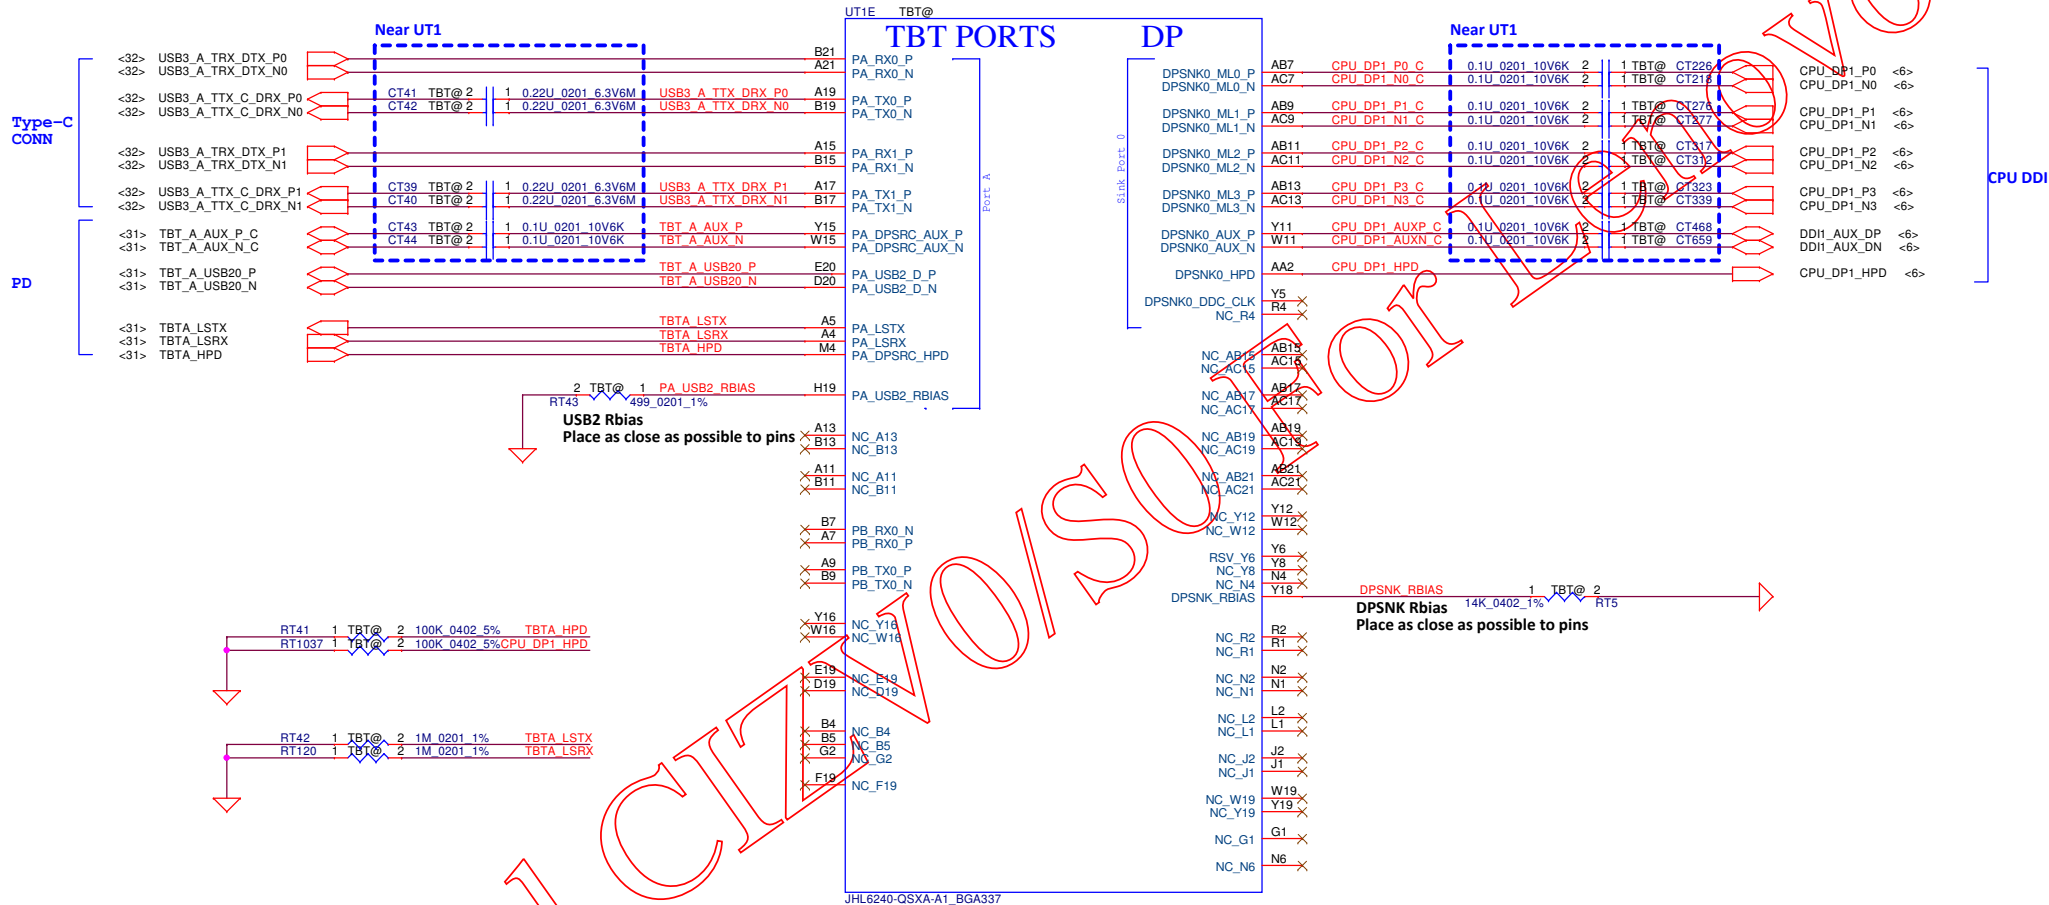 UT1E TBT@
TBT PORTS DP
Near UT1
Near UT1
Type-C
CONN
PD
CPU DDI
<32> USB3_A_TRX_DTX_P0 B21 PA_RX0_P
<32> USB3_A_TRX_DTX_N0 A21 PA_RX0_N
<32> USB3_A_TTX_C_DRX_P0 CT41 TBT@ 2 1 0.22U_0201_6.3V6M USB3_A_TTX_DRX_P0 A19 PA_TX0_P
<32> USB3_A_TTX_C_DRX_N0 CT42 TBT@ 2 1 0.22U_0201_6.3V6M USB3_A_TTX_DRX_N0 B19 PA_TX0_N
<32> USB3_A_TRX_DTX_P1 A15 PA_RX1_P
<32> USB3_A_TRX_DTX_N1 B15 PA_RX1_N
<32> USB3_A_TTX_C_DRX_P1 CT39 TBT@ 2 1 0.22U_0201_6.3V6M USB3_A_TTX_DRX_P1 A17 PA_TX1_P
<32> USB3_A_TTX_C_DRX_N1 CT40 TBT@ 2 1 0.22U_0201_6.3V6M USB3_A_TTX_DRX_N1 B17 PA_TX1_N
<31> TBT_A_AUX_P_C CT43 TBT@ 2 1 0.1U_0201_10V6K TBT_A_AUX_P Y15 PA_DPSRC_AUX_P
<31> TBT_A_AUX_N_C CT44 TBT@ 2 1 0.1U_0201_10V6K TBT_A_AUX_N W15 PA_DPSRC_AUX_N
<31> TBT_A_USB20_P TBT_A_USB20_P E20 PA_USB2_D_P
<31> TBT_A_USB20_N TBT_A_USB20_N D20 PA_USB2_D_N
<31> TBTA_LSTX TBTA_LSTX A5 PA_LSTX
<31> TBTA_LSRX TBTA_LSRX A4 PA_LSRX
<31> TBTA_HPD TBTA_HPD M4 PA_DPSRC_HPD
2 TBT@ 1 PA_USB2_RBIAS H19 PA_USB2_RBIAS
RT43 499_0201_1%
USB2 Rbias
Place as close as possible to pins
Port A
A13 NC_A13
B13 NC_B13
A11 NC_A11
B11 NC_B11
B7 PB_RX0_N
A7 PB_RX0_P
A9 PB_TX0_P
B9 PB_TX0_N
Y16 NC_Y16
W16 NC_W16
E19 NC_E19
D19 NC_D19
B4 NC_B4
B5 NC_B5
G2 NC_G2
F19 NC_F19
RT41 1 TBT@ 2 100K_0402_5% TBTA_HPD
RT1037 1 TBT@ 2 100K_0402_5% CPU_DP1_HPD
RT42 1 TBT@ 2 1M_0201_1% TBTA_LSTX
RT120 1 TBT@ 2 1M_0201_1% TBTA_LSRX
Sink Port 0
DPSNK0_ML0_P AB7 CPU_DP1_P0_C 0.1U_0201_10V6K 2 1 TBT@ CT226 CPU_DP1_P0 <6>
DPSNK0_ML0_N AC7 CPU_DP1_N0_C 0.1U_0201_10V6K 2 1 TBT@ CT218 CPU_DP1_N0 <6>
DPSNK0_ML1_P AB9 CPU_DP1_P1_C 0.1U_0201_10V6K 2 1 TBT@ CT276 CPU_DP1_P1 <6>
DPSNK0_ML1_N AC9 CPU_DP1_N1_C 0.1U_0201_10V6K 2 1 TBT@ CT277 CPU_DP1_N1 <6>
DPSNK0_ML2_P AB11 CPU_DP1_P2_C 0.1U_0201_10V6K 2 1 TBT@ CT317 CPU_DP1_P2 <6>
DPSNK0_ML2_N AC11 CPU_DP1_N2_C 0.1U_0201_10V6K 2 1 TBT@ CT312 CPU_DP1_N2 <6>
DPSNK0_ML3_P AB13 CPU_DP1_P3_C 0.1U_0201_10V6K 2 1 TBT@ CT323 CPU_DP1_P3 <6>
DPSNK0_ML3_N AC13 CPU_DP1_N3_C 0.1U_0201_10V6K 2 1 TBT@ CT339 CPU_DP1_N3 <6>
DPSNK0_AUX_P Y11 CPU_DP1_AUXP_C 0.1U_0201_10V6K 2 1 TBT@ CT468 DDI1_AUX_DP <6>
DPSNK0_AUX_N W11 CPU_DP1_AUXN_C 0.1U_0201_10V6K 2 1 TBT@ CT659 DDI1_AUX_DN <6>
DPSNK0_HPD AA2 CPU_DP1_HPD CPU_DP1_HPD <6>
DPSNK0_DDC_CLK Y5
NC_R4 R4
NC_AB15 AB15
NC_AC15 AC15
NC_AB17 AB17
NC_AC17 AC17
NC_AB19 AB19
NC_AC19 AC19
NC_AB21 AB21
NC_AC21 AC21
NC_Y12 Y12
NC_W12 W12
RSV_Y6 Y6
NC_Y8 Y8
NC_N4 N4
DPSNK_RBIAS Y18 DPSNK_RBIAS 1 TBT@ 2
14K_0402_1% RT5
DPSNK Rbias
Place as close as possible to pins
NC_R2 R2
NC_R1 R1
NC_N2 N2
NC_N1 N1
NC_L2 L2
NC_L1 L1
NC_J2 J2
NC_J1 J1
NC_W19 W19
NC_Y19 Y19
NC_G1 G1
NC_N6 N6
JHL6240-QSXA-A1_BGA337
CIZV0/SO For Lenovo